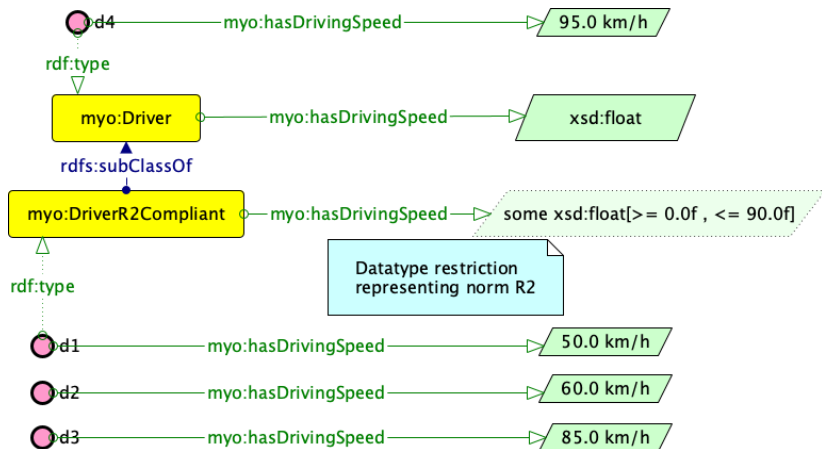 d4 myo:hasDrivingSpeed 95.0 km/h
rdf:type
myo:Driver myo:hasDrivingSpeed xsd:float
rdfs:subClassOf
myo:DriverR2Compliant myo:hasDrivingSpeed some xsd:float[>= 0.0f , <= 90.0f]
Datatype restriction
representing norm R2
rdf:type
d1 myo:hasDrivingSpeed 50.0 km/h
d2 myo:hasDrivingSpeed 60.0 km/h
d3 myo:hasDrivingSpeed 85.0 km/h